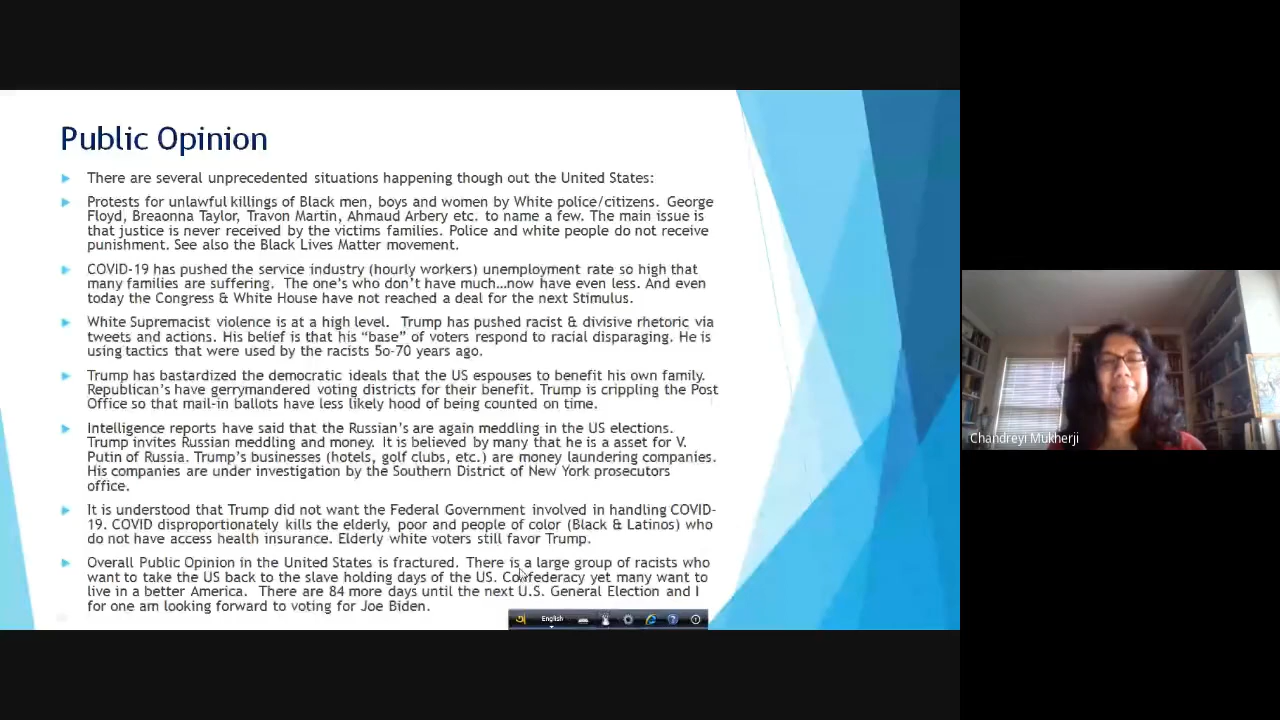 Public Opinion
There are several unprecedented situations happening though out the United States:
Protests for unlawful killings of Black men, boys and women by White police/citizens. George
Floyd, Breaonna Taylor, Travon Martin, Ahmaud Arbery etc. to name a few. The main issue is
that justice is never received by the victims families. Police and white people do not receive
punishment. See also the Black Lives Matter movement.
COVID-19 has pushed the service industry (hourly workers) unemployment rate so high that
many families are suffering. The one's who don't have much...now have even less. And even
today the Congress & White House have not reached a deal for the next Stimulus.
White Supremacist violence is at a high level. Trump has pushed racist & divisive rhetoric via
tweets and actions. His belief is that his “base” of voters respond to racial disparaging. He is
using tactics that were used by the racists 5o-70 years ago.
Trump has bastardized the democratic ideals that the US espouses to benefit his own family.
Republican's have gerrymandered voting districts for their benefit. Trump is crippling the Post
Office so that mail-in ballots have less likely hood of being counted on time.
Intelligence reports have said that the Russian's are again meddling in the US elections.
Trump invites Russian meddling and money. It is believed by many that he is a asset for V.
Putin of Russia. Trump's businesses (hotels, golf clubs, etc.) are money laundering companies.
His companies are under investigation by the Southern District of New York prosecutors
office.
It is understood that Trump did not want the Federal Government involved in handling COVID-
19. COVID disproportionately kills the elderly, poor and people of color (Black & Latinos) who
do not have access health insurance. Elderly white voters still favor Trump.
Overall Public Opinion in the United States is fractured. There is a large group of racists who
want to take the US back to the slave holding days of the US. Confederacy yet many want to
live in a better America. There are 84 more days until the next U.S. General Election and I
for one am looking forward to voting for Joe Biden.
অ English
Chandreyi Mukherji